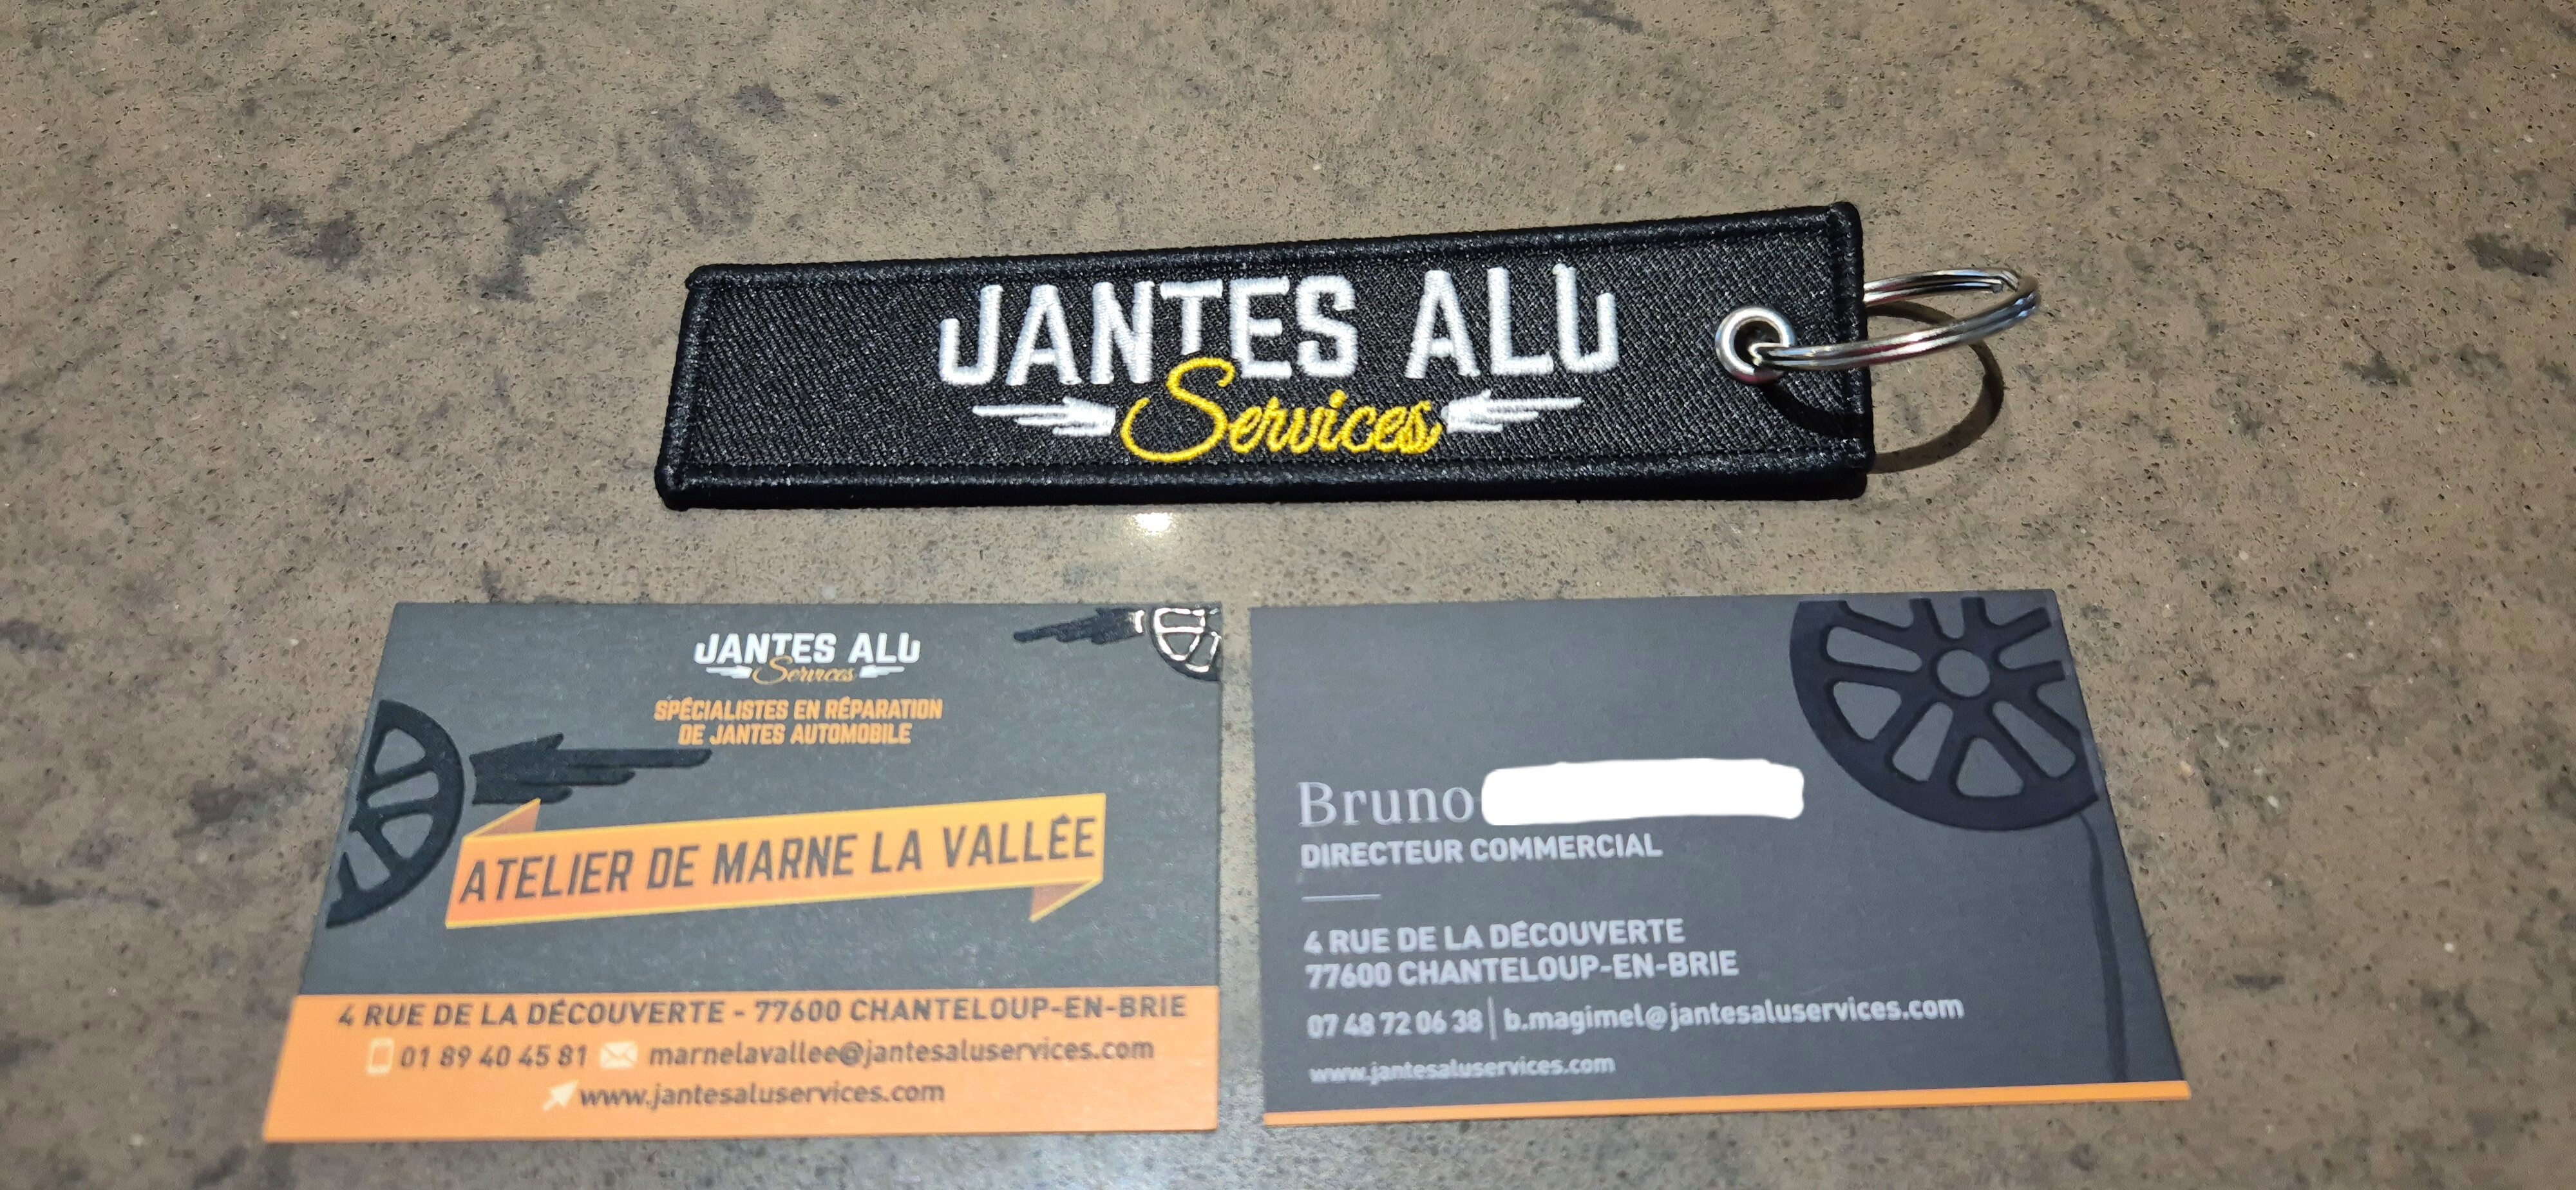 JANTES ALU
Services
JANTES ALU
Services
SPÉCIALISTES EN RÉPARATION
DE JANTES AUTOMOBILE
ATELIER DE MARNE LA VALLÉE
4 RUE DE LA DÉCOUVERTE - 77600 CHANTELOUP-EN-BRIE
01 89 40 45 81 marnelavallee@jantesaluservices.com
www.jantesaluservices.com
Bruno
DIRECTEUR COMMERCIAL
4 RUE DE LA DÉCOUVERTE
77600 CHANTELOUP-EN-BRIE
07 48 72 06 38 | b.magimel@jantesaluservices.com
www.jantesaluservices.com